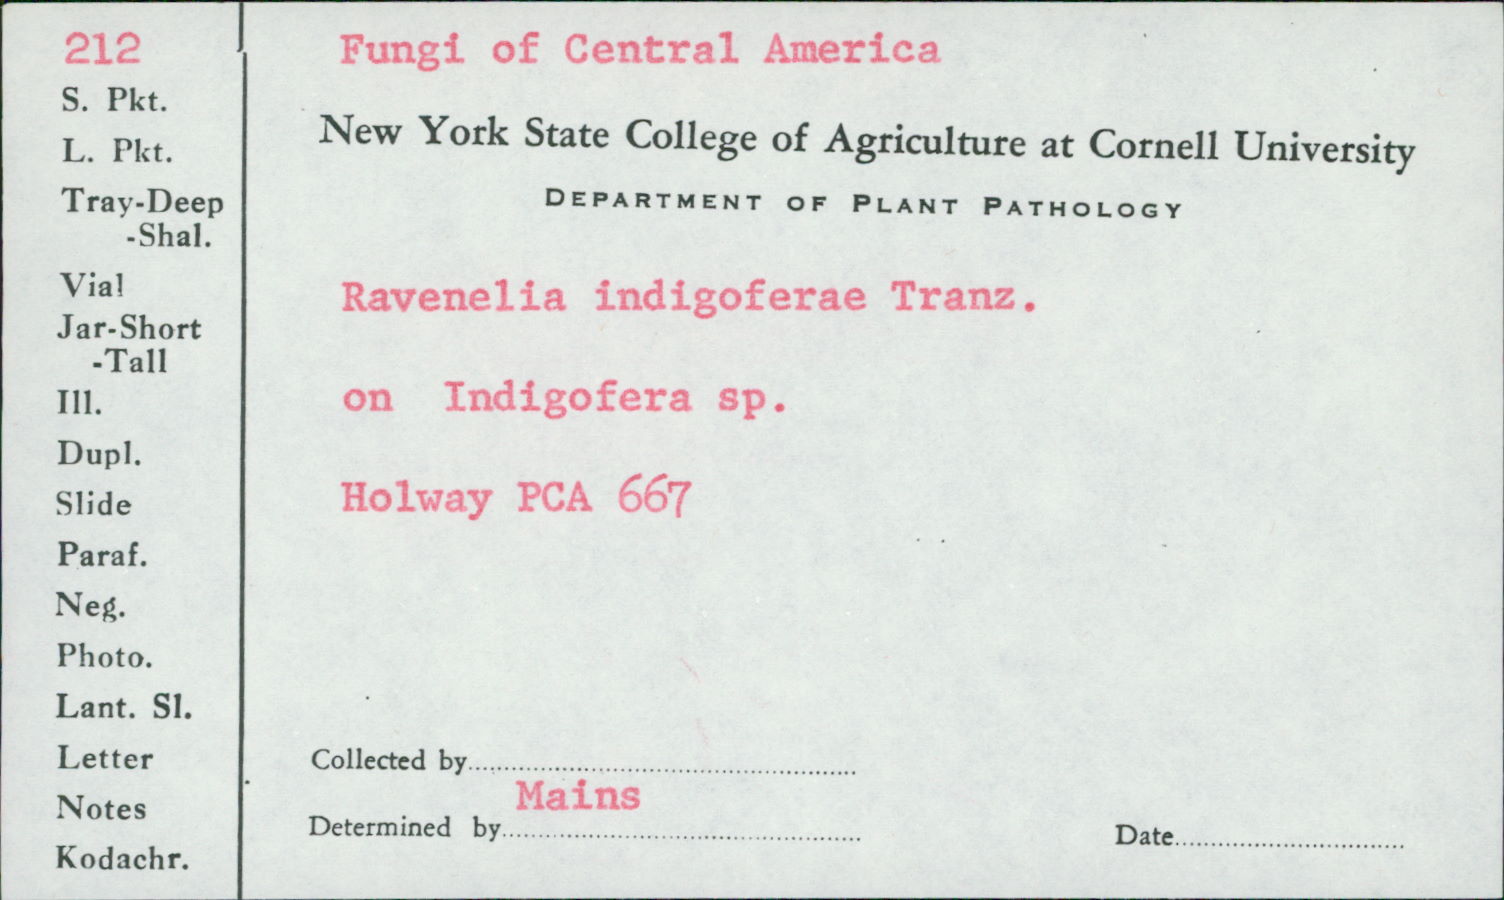 212
S. Pkt.
L. Pkt.
Tray-Deep
-Shal.
Vial
Jar-Short
-Tall
Ill.
Dupl.
Slide
Paraf.
Neg.
Photo.
Lant. Sl.
Letter
Notes
Kodachr.
Fungi of Central America
New York State College of Agriculture at Cornell University
DEPARTMENT OF PLANT PATHOLOGY
Ravenelia indigoferae Tranz.
on Indigofera sp.
Holway PCA 667
Collected by
Mains
Determined by
Date